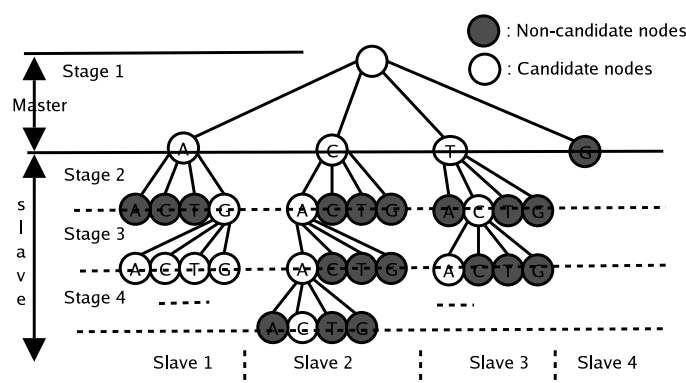 : Non-candidate nodes
: Candidate nodes
Stage 1
Master
A C T G
Stage 2
A C T G A C T G A C T G
Stage 3
A C T G A C T G A C T G
Stage 4
A C T G
slave
Slave 1 Slave 2 Slave 3 Slave 4